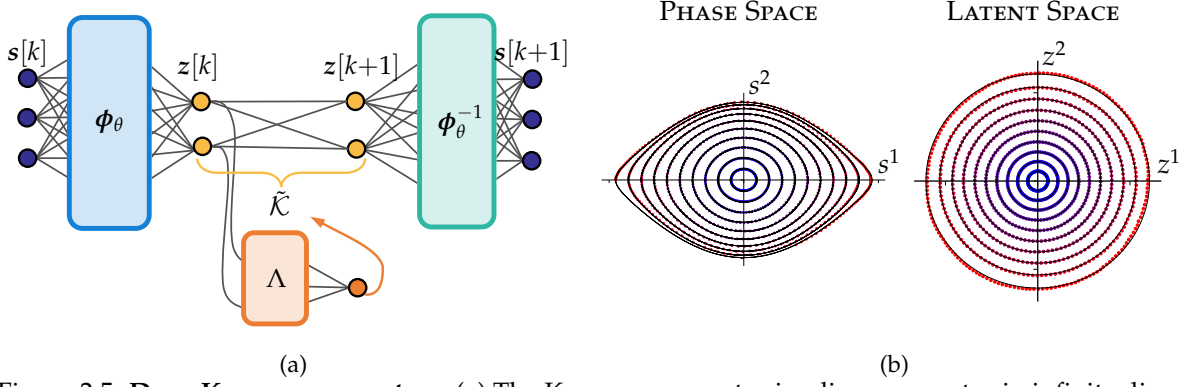 s[k]
z[k]
z[k+1]
s[k+1]
ϕ_θ
ϕ_θ^{-1}
K̃
Λ
(a)
PHASE SPACE
s^2
s^1
LATENT SPACE
z^2
z^1
(b)